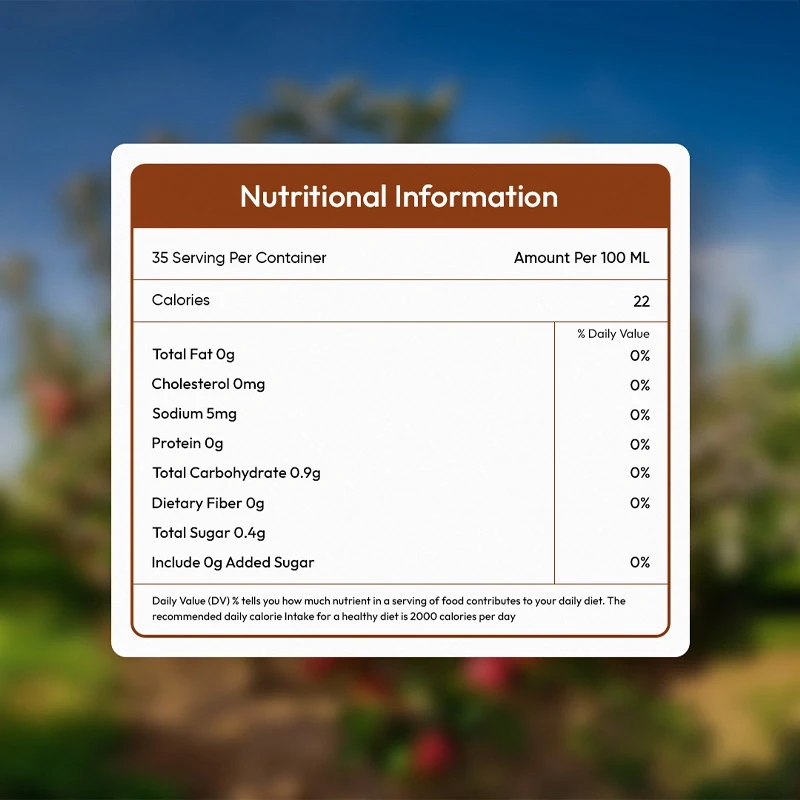 Nutritional Information
35 Serving Per Container Amount Per 100 ML
Calories 22
% Daily Value
Total Fat 0g 0%
Cholesterol 0mg 0%
Sodium 5mg 0%
Protein 0g 0%
Total Carbohydrate 0.9g 0%
Dietary Fiber 0g 0%
Total Sugar 0.4g
Include 0g Added Sugar 0%
Daily Value (DV) % tells you how much nutrient in a serving of food contributes to your daily diet. The
recommended daily calorie Intake for a healthy diet is 2000 calories per day